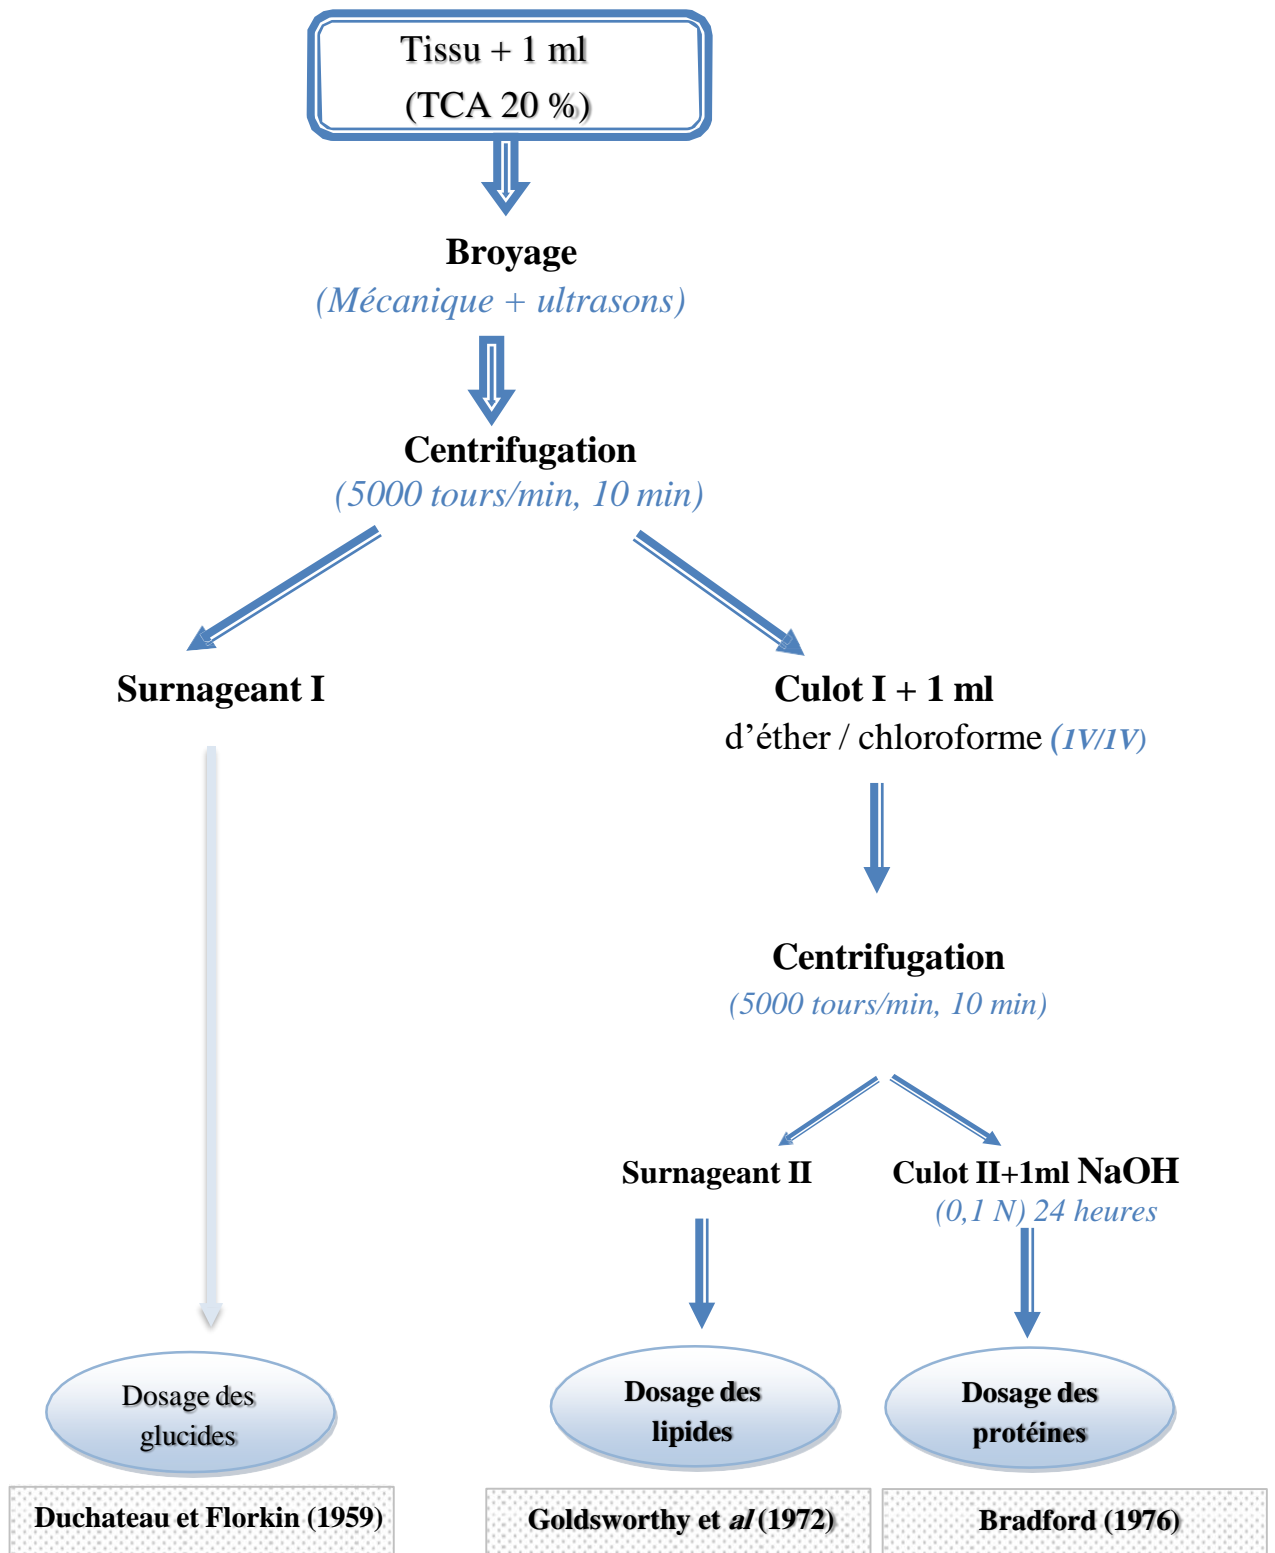 Tissu + 1 ml
(TCA 20 %)
Broyage
(Mécanique + ultrasons)
Centrifugation
(5000 tours/min, 10 min)
Surnageant I
Culot I + 1 ml
d’éther / chloroforme (1V/1V)
Centrifugation
(5000 tours/min, 10 min)
Surnageant II
Culot II+1ml NaOH
(0,1 N) 24 heures
Dosage des
glucides
Dosage des
lipides
Dosage des
protéines
Duchateau et Florkin (1959)
Goldsworthy et al (1972)
Bradford (1976)